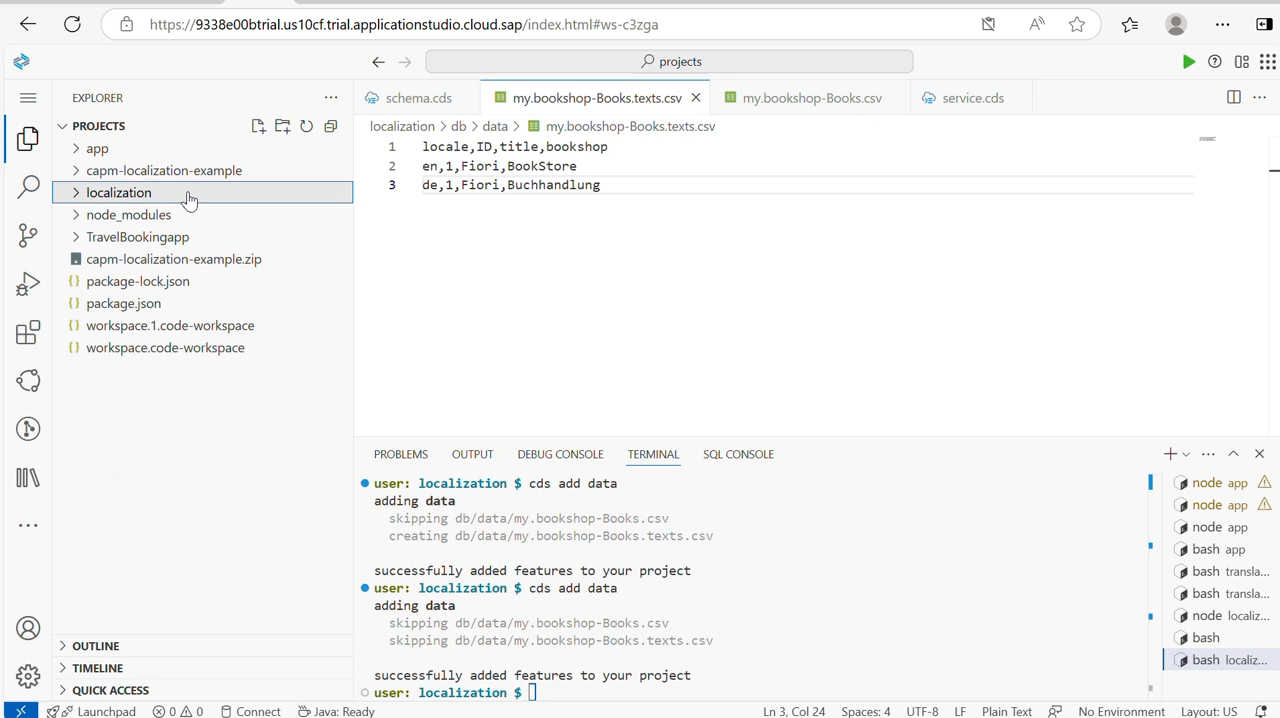 https://9338e00btrial.us10cf.trial.applicationstudio.cloud.sap/index.html#ws-c3zga
projects
EXPLORER
PROJECTS
app
capm-localization-example
localization
node_modules
TravelBookingapp
capm-localization-example.zip
package-lock.json
package.json
workspace.1.code-workspace
workspace.code-workspace
OUTLINE
TIMELINE
QUICK ACCESS
schema.cds
my.bookshop-Books.texts.csv
my.bookshop-Books.csv
service.cds
localization > db > data > my.bookshop-Books.texts.csv
1 locale,ID,title,bookshop
2 en,1,Fiori,BookStore
3 de,1,Fiori,Buchhandlung
PROBLEMS OUTPUT DEBUG CONSOLE TERMINAL SQL CONSOLE
user: localization $ cds add data
adding data
skipping db/data/my.bookshop-Books.csv
creating db/data/my.bookshop-Books.texts.csv
successfully added features to your project
user: localization $ cds add data
adding data
skipping db/data/my.bookshop-Books.csv
skipping db/data/my.bookshop-Books.texts.csv
successfully added features to your project
user: localization $
node app
node app
node app
bash app
bash transla...
bash transla...
node localiz...
bash
bash localiz...
Launchpad 0 0 Connect Java: Ready Ln 3, Col 24 Spaces: 4 UTF-8 LF Plain Text No Environment Layout: US